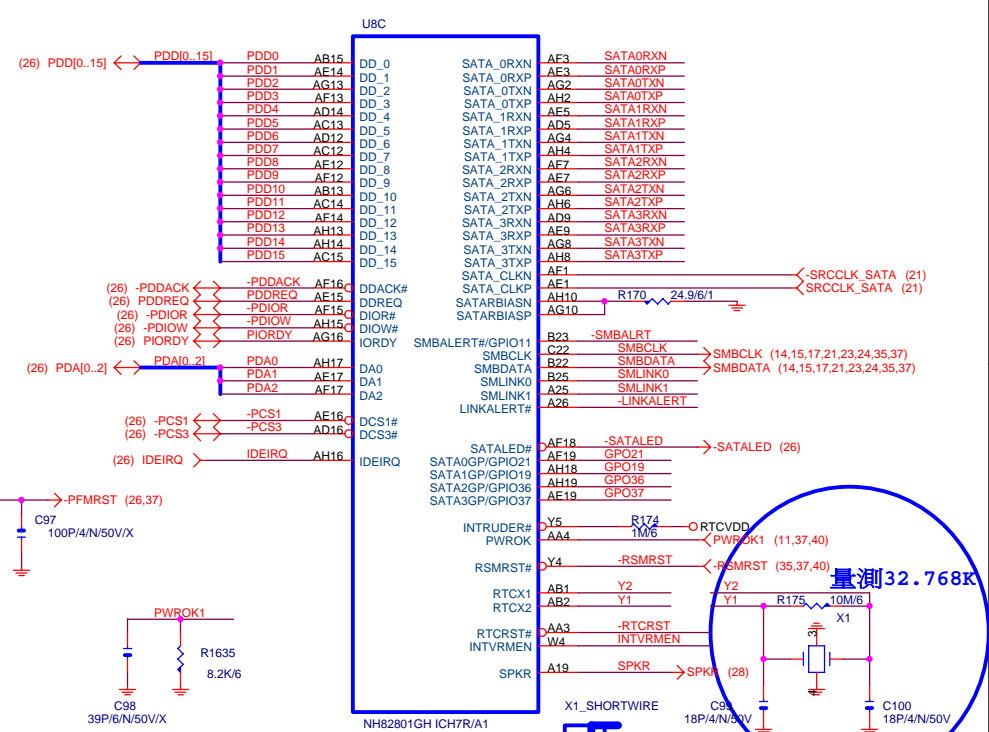 U8C
(26) PDD[0..15]
PDD[0..15]
PDD0 AB15 DD_0
PDD1 AE14 DD_1
PDD2 AG13 DD_2
PDD3 AF13 DD_3
PDD4 AD14 DD_4
PDD5 AC13 DD_5
PDD6 AD12 DD_6
PDD7 AC12 DD_7
PDD8 AE12 DD_8
PDD9 AF12 DD_9
PDD10 AB13 DD_10
PDD11 AC14 DD_11
PDD12 AF14 DD_12
PDD13 AH13 DD_13
PDD14 AH14 DD_14
PDD15 AC15 DD_15
(26) -PDDACK -PDDACK AF16 DDACK#
(26) PDDREQ PDDREQ AE15 DDREQ
(26) -PDIOR -PDIOR AF15 DIOR#
(26) -PDIOW -PDIOW AH15 DIOW#
(26) PIORDY PIORDY AG16 IORDY
(26) PDA[0..2] PDA[0..2]
PDA0 AH17 DA0
PDA1 AE17 DA1
PDA2 AF17 DA2
(26) -PCS1 -PCS1 AE16 DCS1#
(26) -PCS3 -PCS3 AD16 DCS3#
(26) IDEIRQ IDEIRQ AH16 IDEIRQ
SATA_0RXN AF3 SATA0RXN
SATA_0RXP AE3 SATA0RXP
SATA_0TXN AG2 SATA0TXN
SATA_0TXP AH2 SATA0TXP
SATA_1RXN AE5 SATA1RXN
SATA_1RXP AD5 SATA1RXP
SATA_1TXN AG4 SATA1TXN
SATA_1TXP AH4 SATA1TXP
SATA_2RXN AF7 SATA2RXN
SATA_2RXP AE7 SATA2RXP
SATA_2TXN AG6 SATA2TXN
SATA_2TXP AH6 SATA2TXP
SATA_3RXN AD9 SATA3RXN
SATA_3RXP AE9 SATA3RXP
SATA_3TXN AG8 SATA3TXN
SATA_3TXP AH8 SATA3TXP
SATA_CLKN AF1 -SRCCLK_SATA (21)
SATA_CLKP AE1 SRCCLK_SATA (21)
SATARBIASN AH10 R170 24.9/6/1
SATARBIASP AG10
SMBALERT#/GPIO11 B23 -SMBALRT
SMBCLK C22 SMBCLK SMBCLK (14,15,17,21,23,24,35,37)
SMBDATA B22 SMBDATA SMBDATA (14,15,17,21,23,24,35,37)
SMLINK0 B25 SMLINK0
SMLINK1 A25 SMLINK1
LINKALERT# A26 -LINKALERT
SATALED# AF18 -SATALED -SATALED (26)
SATA0GP/GPIO21 AF19 GPO21
SATA1GP/GPIO19 AH18 GPO19
SATA2GP/GPIO36 AH19 GPO36
SATA3GP/GPIO37 AE19 GPO37
INTRUDER# Y5 R174 1M/6 RTCVDD
PWROK AA4 PWROK1 (11,37,40)
RSMRST# Y4 -RSMRST -RSMRST (35,37,40)
RTCX1 AB1 Y2
RTCX2 AB2 Y1
RTCRST# AA3 -RTCRST
INTVRMEN W4 INTVRMEN
SPKR A19 SPKR SPKR (28)
NH82801GH ICH7R/A1
-PFMRST (26,37)
C97
100P/4/N/50V/X
PWROK1
R1635
8.2K/6
C98
39P/6/N/50V/X
量測32.768K
Y2
Y1 R175 10M/6
X1
3
4
C99
18P/4/N/50V
C100
18P/4/N/50V
X1_SHORTWIRE